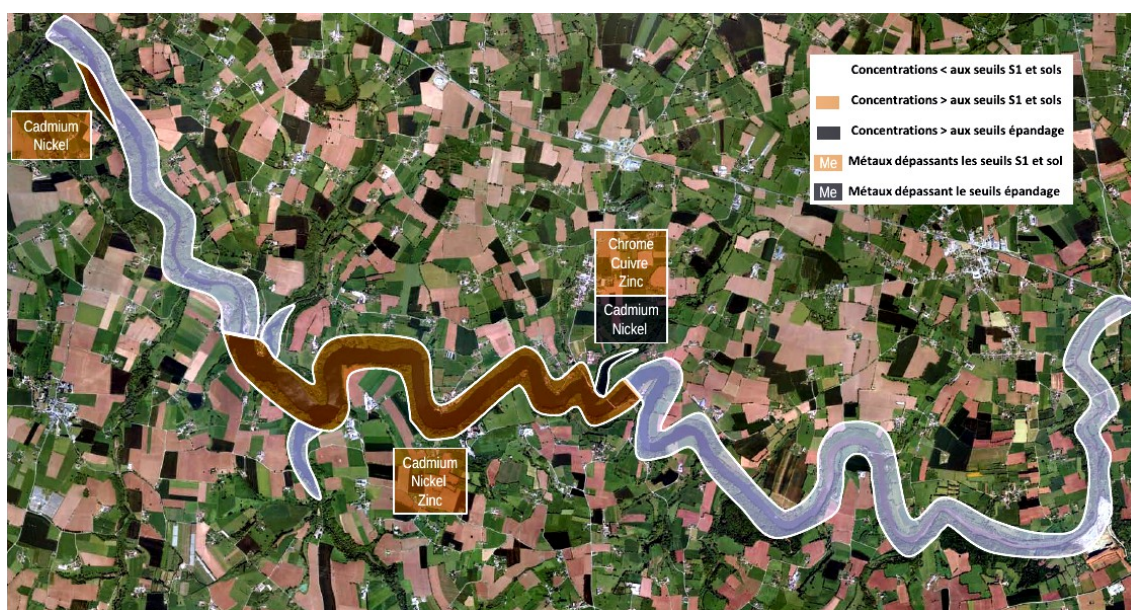 Concentrations < aux seuils S1 et sols
Concentrations > aux seuils S1 et sols
Concentrations > aux seuils épandage
Me Métaux dépassants les seuils S1 et sol
Me Métaux dépassant le seuils épandage
Cadmium
Nickel
Chrome
Cuivre
Zinc
Cadmium
Nickel
Cadmium
Nickel
Zinc